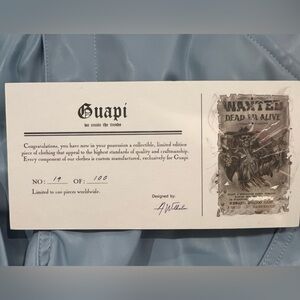 Guapi
we create the trends
Congratulations, you have now in your possession a collectible, limited edition
piece of clothing that appeal to the highest standards of quality and craftsmanship.
Every component of our clothes is custom manufactured, exclusively for Guapi
NO: 19 OF: 100
Limited to 100 pieces worldwide.
Designed by:
WANTED
DEAD OR ALIVE